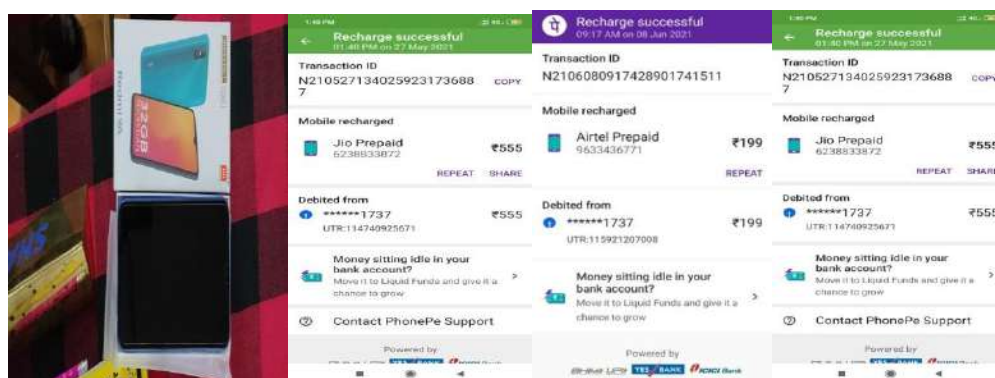 Redmi 9A
32GB
1:40 PM
Recharge successful
01:40 PM on 27 May 2021
Transaction ID
N210527134025923173688
7
COPY
Mobile recharged
Jio Prepaid
6238833872
₹555
REPEAT SHARE
Debited from
******1737
₹555
UTR:114740925671
Money sitting idle in your
bank account?
Move it to Liquid Funds and give it a
chance to grow
Contact PhonePe Support
Powered by
YES BANK ICICI Bank
Recharge successful
09:17 AM on 08 Jun 2021
Transaction ID
N2106080917428901741511
Mobile recharged
Airtel Prepaid
9633436771
₹199
REPEAT
Debited from
******1737
₹199
UTR:115921207008
Money sitting idle in your
bank account?
Move it to Liquid Funds and give it a
chance to grow
Powered by
BHIM UPI YES BANK ICICI Bank
1:40 PM
Recharge successful
01:40 PM on 27 May 2021
Transaction ID
N210527134025923173688
7
COPY
Mobile recharged
Jio Prepaid
6238833872
₹555
REPEAT SHARE
Debited from
******1737
₹555
UTR:114740925671
Money sitting idle in your
bank account?
Move it to Liquid Funds and give it a
chance to grow
Contact PhonePe Support
Powered by